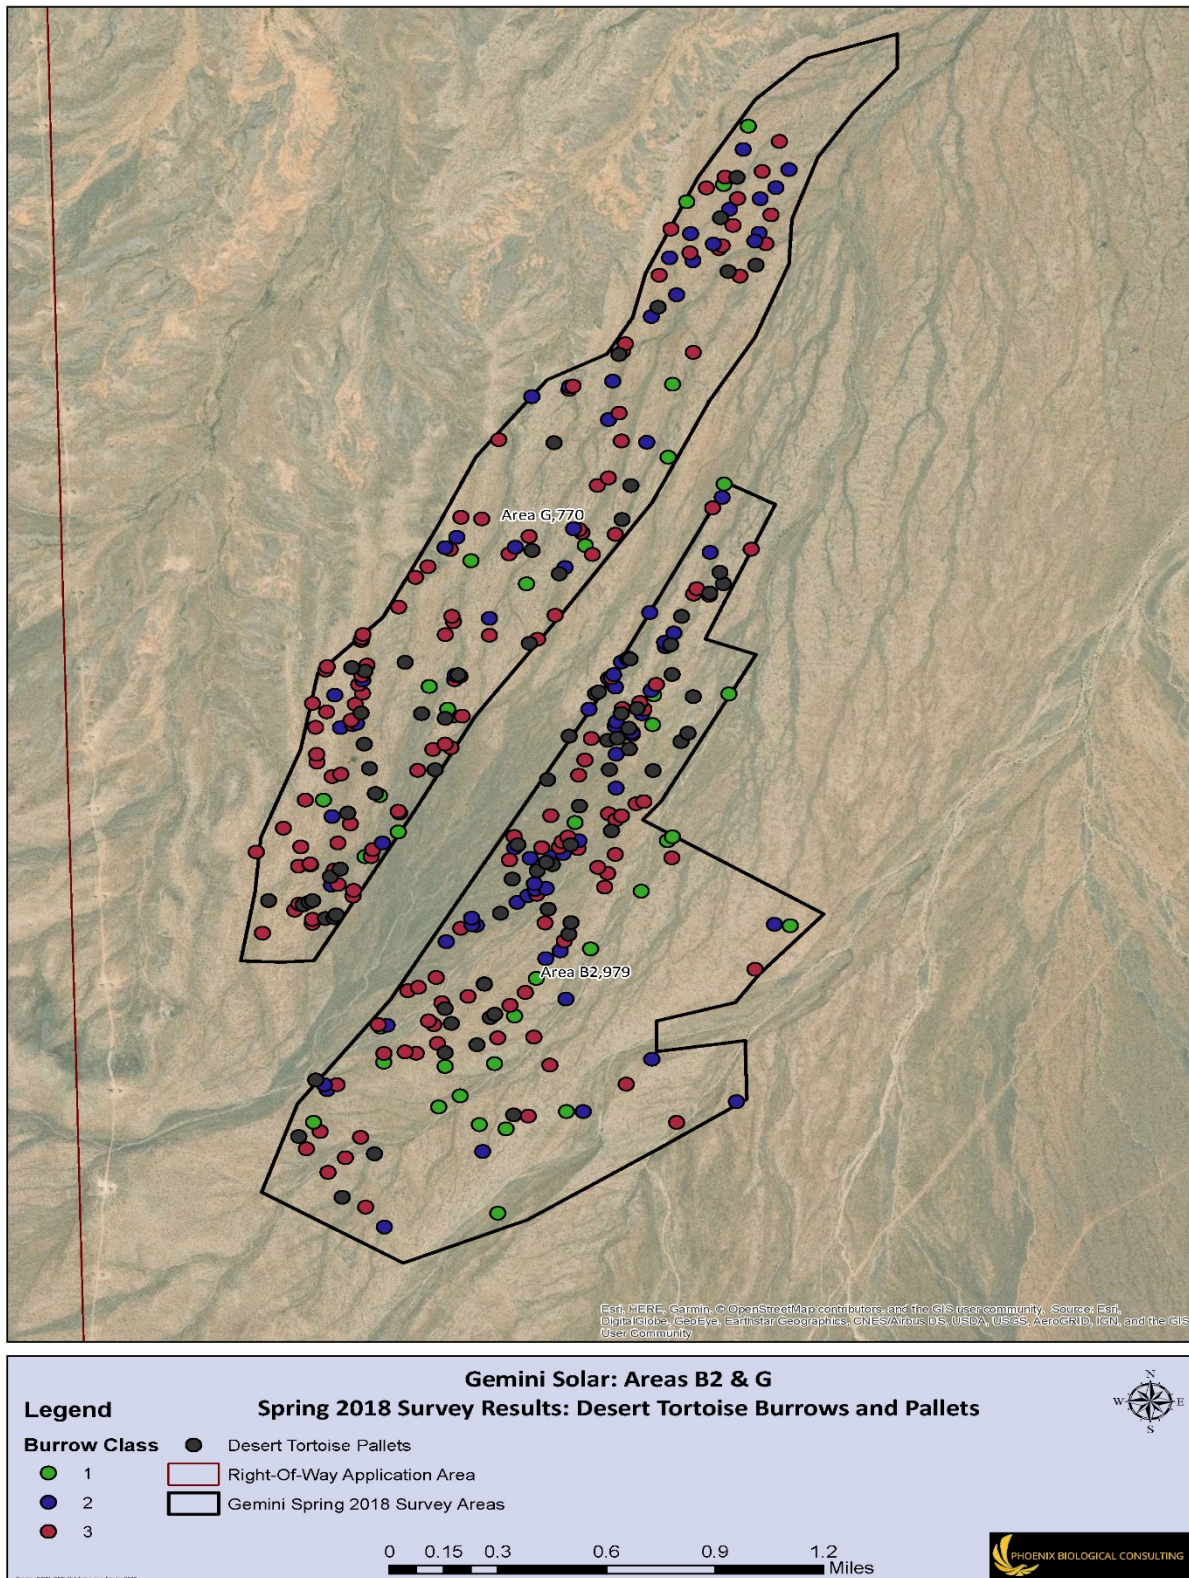 Area G,770
Area B2,979
Esri, HERE, Garmin, © OpenStreetMap contributors, and the GIS user community, Source: Esri,
DigitalGlobe, GeoEye, Earthstar Geographics, CNES/Airbus DS, USDA, USGS, AeroGRID, IGN, and the GIS
User Community
Gemini Solar: Areas B2 & G
Spring 2018 Survey Results: Desert Tortoise Burrows and Pallets
Legend
Burrow Class
1
2
3
Desert Tortoise Pallets
Right-Of-Way Application Area
Gemini Spring 2018 Survey Areas
N
W E
S
0 0.15 0.3 0.6 0.9 1.2
Miles
PHOENIX BIOLOGICAL CONSULTING